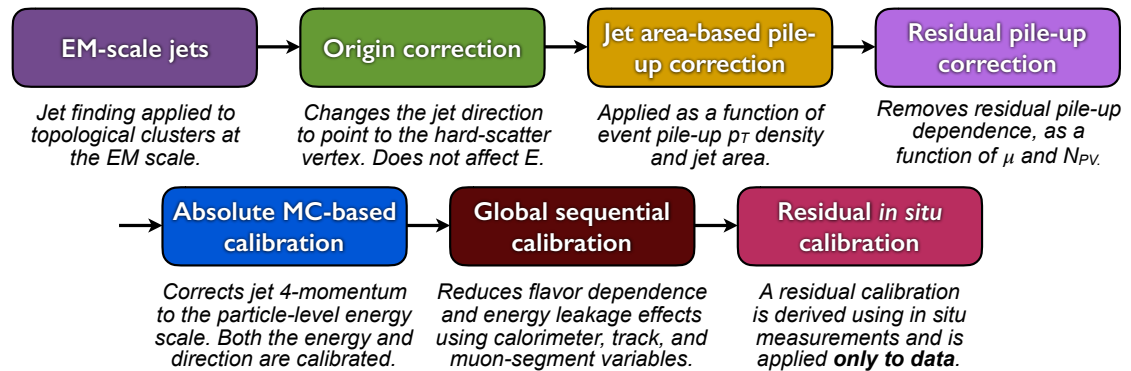 EM-scale jets
Jet finding applied to
topological clusters at
the EM scale.
Origin correction
Changes the jet direction
to point to the hard-scatter
vertex. Does not affect E.
Jet area-based pile-
up correction
Applied as a function of
event pile-up pT density
and jet area.
Residual pile-up
correction
Removes residual pile-up
dependence, as a
function of μ and NPV.
Absolute MC-based
calibration
Corrects jet 4-momentum
to the particle-level energy
scale. Both the energy and
direction are calibrated.
Global sequential
calibration
Reduces flavor dependence
and energy leakage effects
using calorimeter, track, and
muon-segment variables.
Residual in situ
calibration
A residual calibration
is derived using in situ
measurements and is
applied only to data.